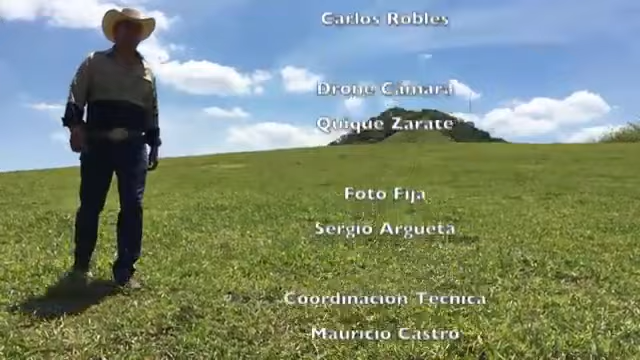 Carlos Robles
Drone Camara
Quique Zarate
Foto Fija
Sergio Argueta
Coordinacion Tecnica
Mauricio Castro